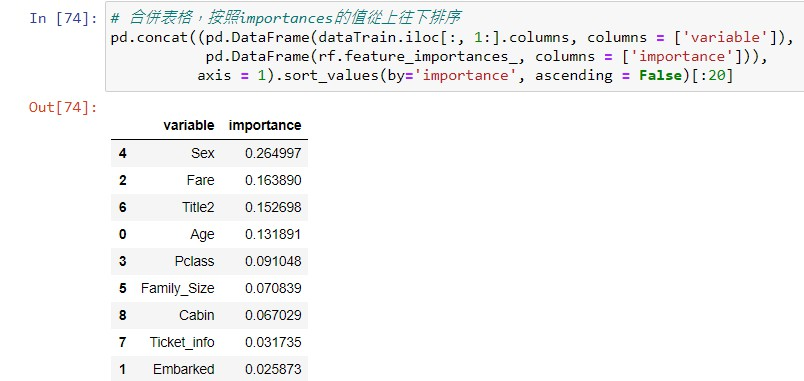 In [74]: # 合併表格，按照importances的值從上往下排序
pd.concat((pd.DataFrame(dataTrain.iloc[:, 1:].columns, columns = ['variable']),
pd.DataFrame(rf.feature_importances_, columns = ['importance'])),
axis = 1).sort_values(by='importance', ascending = False)[:20]
Out[74]:
variable importance
4 Sex 0.264997
2 Fare 0.163890
6 Title2 0.152698
0 Age 0.131891
3 Pclass 0.091048
5 Family_Size 0.070839
8 Cabin 0.067029
7 Ticket_info 0.031735
1 Embarked 0.025873